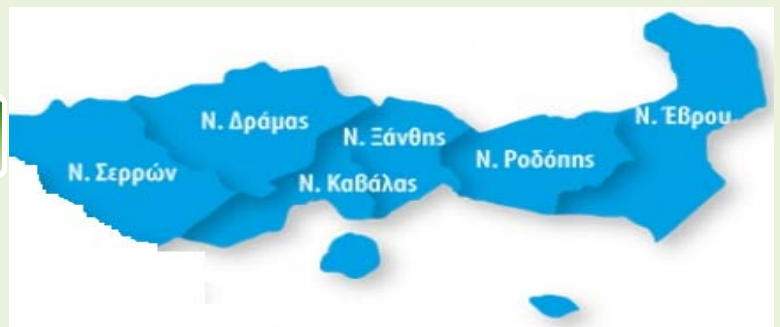 Ν. Έβρου
Ν. Δράμας
Ν. Ξάνθης
Ν. Ροδόπης
Ν. Σερρών
Ν. Καβάλας